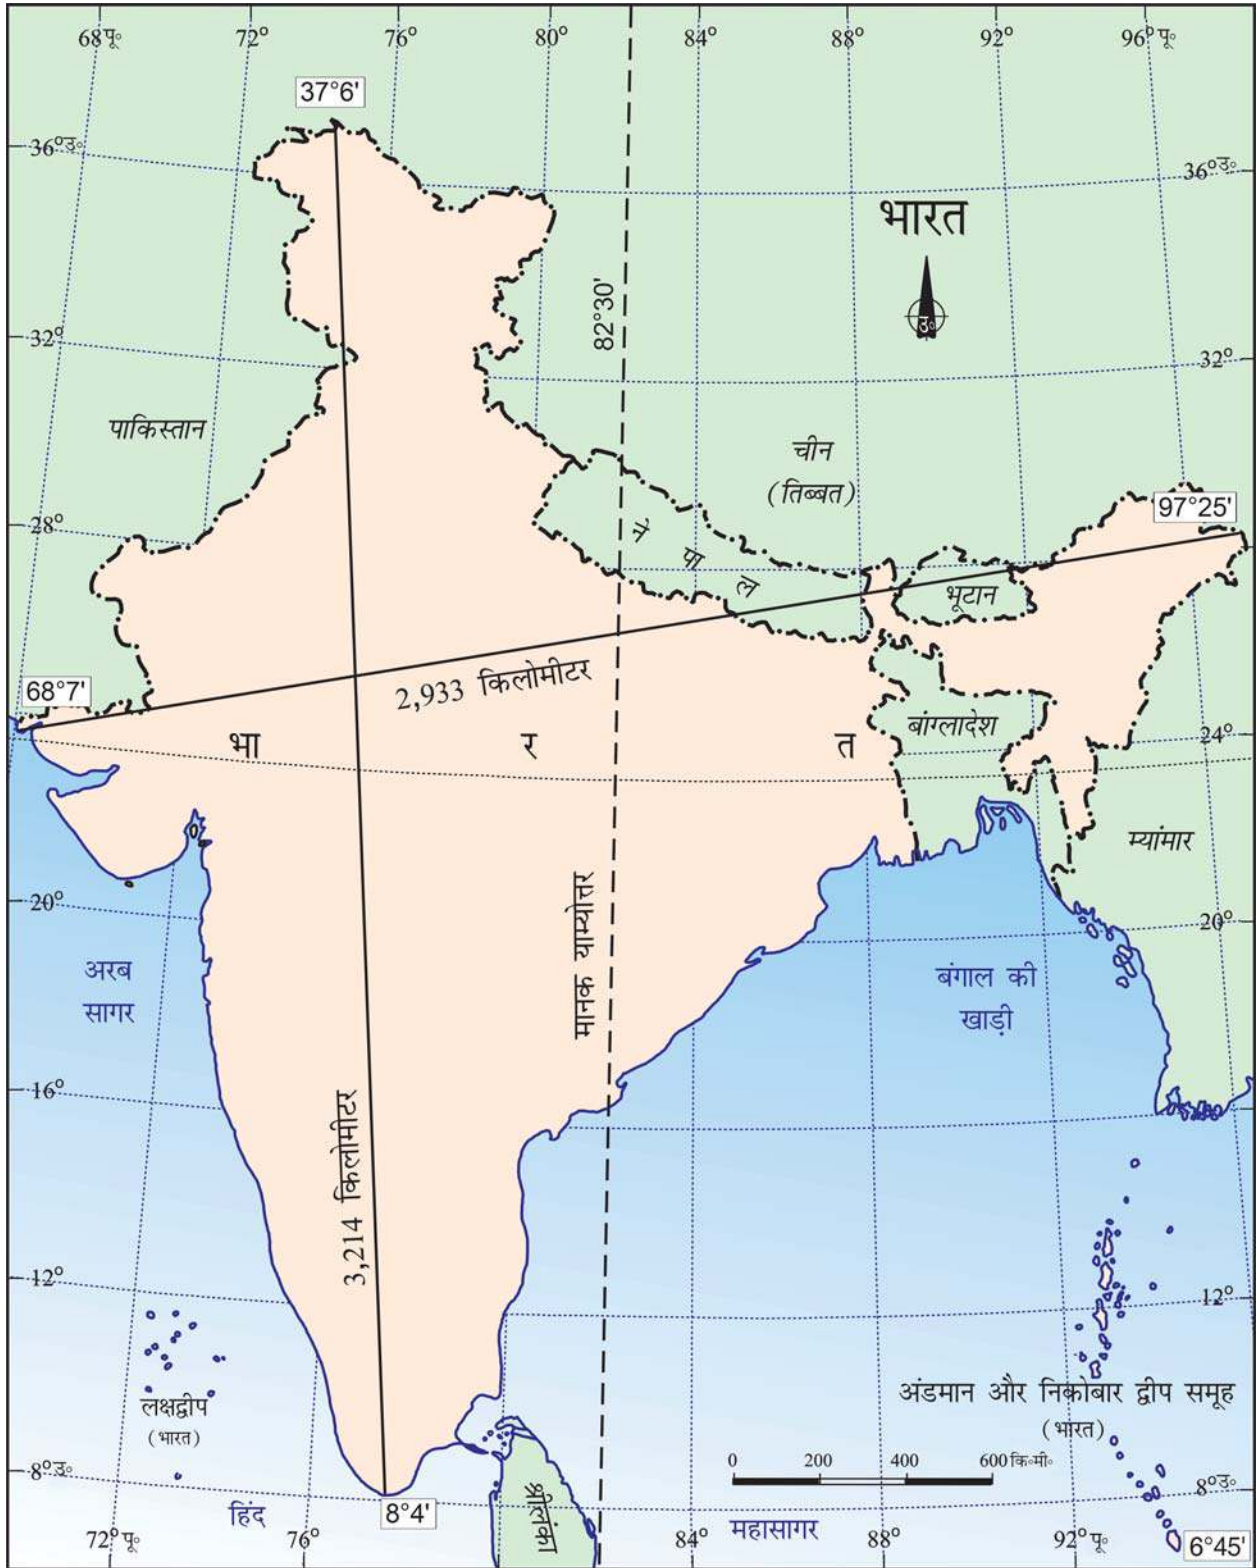 68°पू॰ 72° 76° 80° 84° 88° 92° 96°पू॰
37°6'
36°उ॰
36°उ॰
भारत
उ॰
82°30'
32°
32°
पाकिस्तान
चीन
(तिब्बत)
28°
97°25'
नेपाल
भूटान
68°7'
2,933 किलोमीटर
भा र त
बांग्लादेश
24°
म्यांमार
मानक याम्योत्तर
20°
20°
अरब
सागर
बंगाल की
खाड़ी
16°
3,214 किलोमीटर
12°
12°
लक्षद्वीप
(भारत)
अंडमान और निकोबार द्वीप समूह
(भारत)
0 200 400 600 कि॰मी॰
8°उ॰
8°उ॰
श्रीलंका
8°4'
हिंद
महासागर
72°पू॰ 76° 84° 88° 92°पू॰
6°45'